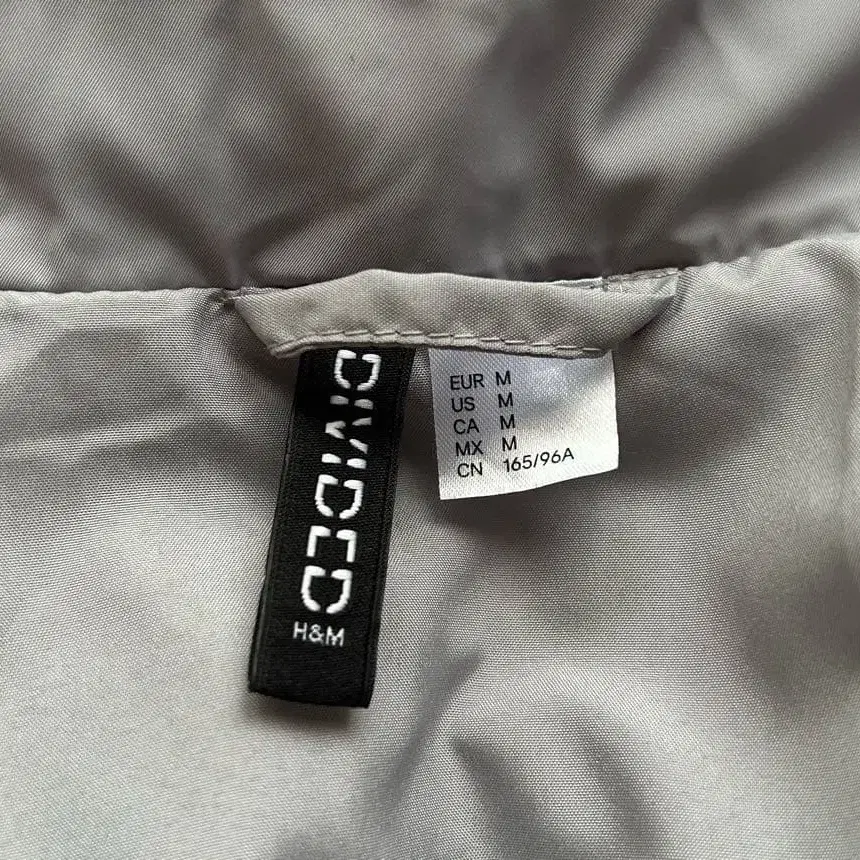 DIVIDED
H&M
EUR M
US M
CA M
MX M
CN 165/96A